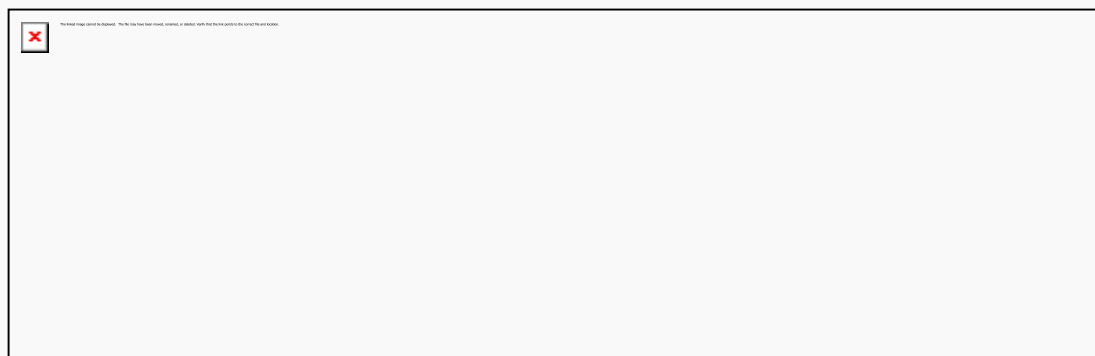 The linked image cannot be displayed. The file may have been moved, renamed, or deleted. Verify that the link points to the correct file and location.